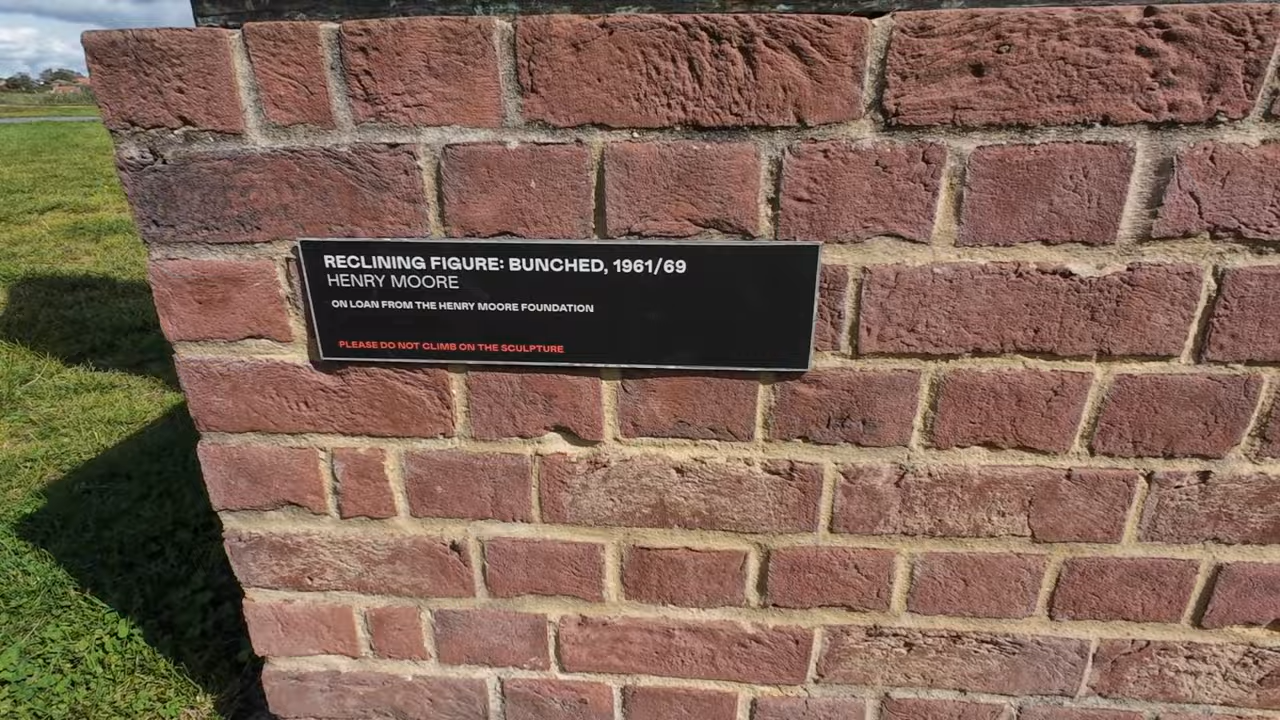 RECLINING FIGURE: BUNCHED, 1961/69
HENRY MOORE
ON LOAN FROM THE HENRY MOORE FOUNDATION
PLEASE DO NOT CLIMB ON THE SCULPTURE